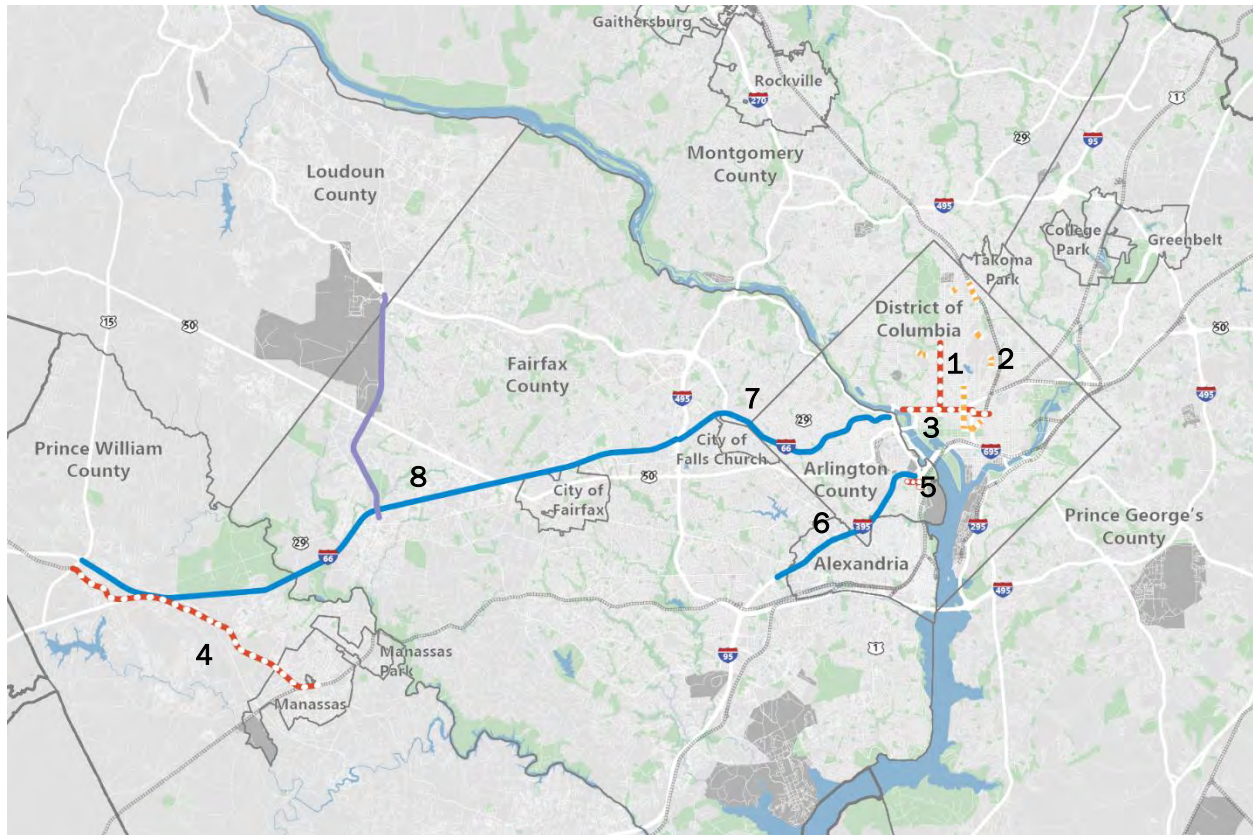 Gaithersburg
Rockville
270
1
29
95
Montgomery
County
Loudoun
County
495
College
Park
Greenbelt
Takoma
Park
District of
Columbia
15
50
50
1
2
Fairfax
County
495
495
7
29
3
City of
Falls Church
66
695
Prince William
County
8
50
Arlington
County
5
City of
Fairfax
6
395
295
Prince George's
County
29
66
Alexandria
495
4
Manassas
Park
95
1
Manassas